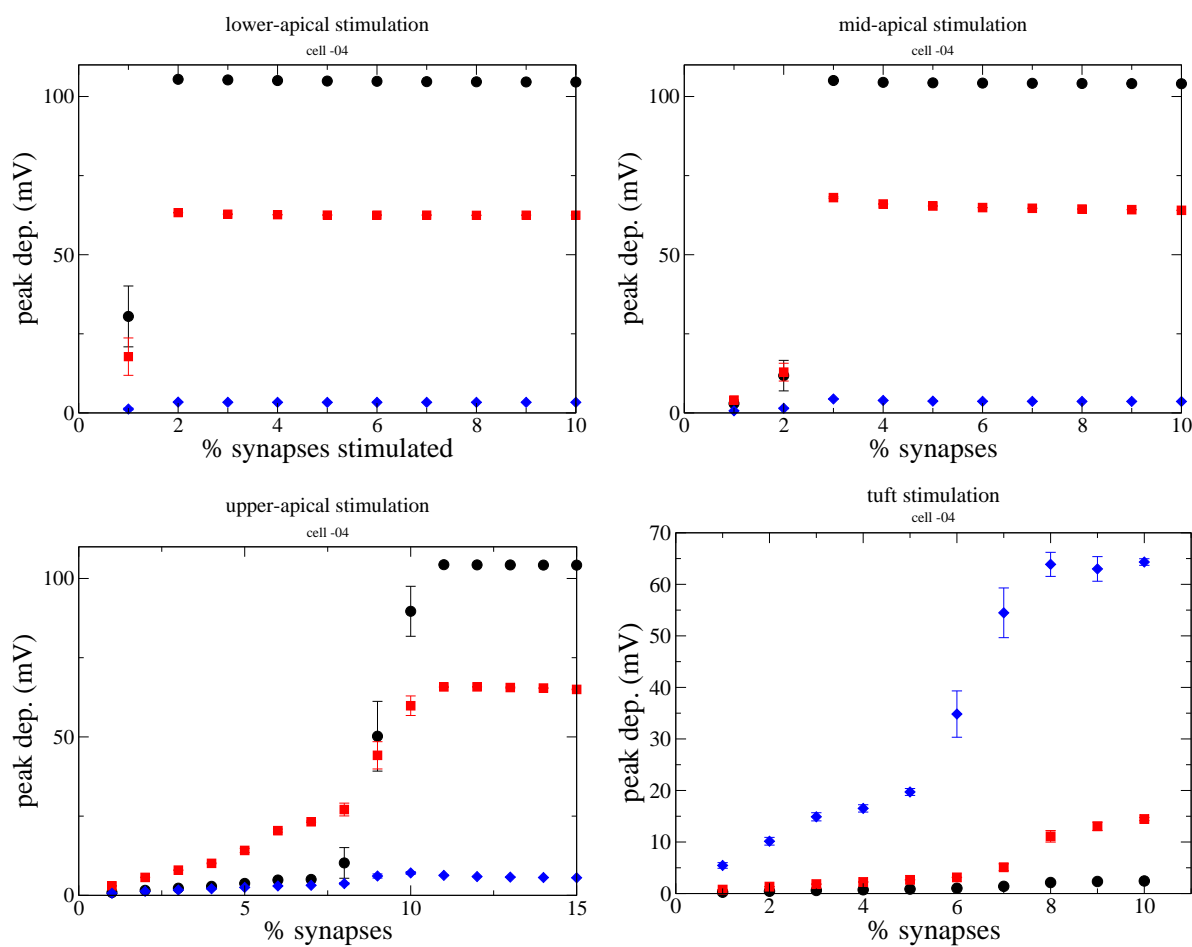 lower-apical stimulation
cell -04
100
50
0
0 2 4 6 8 10
peak dep. (mV)
% synapses stimulated
mid-apical stimulation
cell -04
100
50
0
0 2 4 6 8 10
peak dep. (mV)
% synapses
upper-apical stimulation
cell -04
100
50
0
0 5 10 15
peak dep. (mV)
% synapses
tuft stimulation
cell -04
70
60
50
40
30
20
10
0
0 2 4 6 8 10
peak dep. (mV)
% synapses